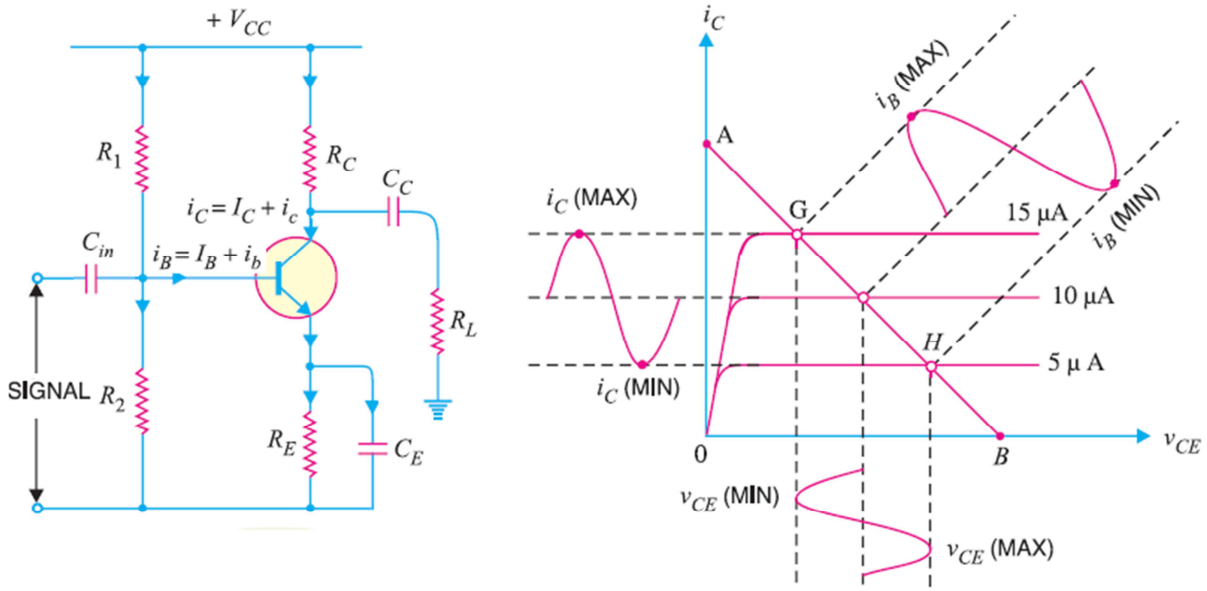 + V_CC
R_1
R_C
C_C
i_C = I_C + i_c
C_in
i_B = I_B + i_b
R_L
SIGNAL
R_2
R_E
C_E
i_C
i_B (MAX)
A
i_C (MAX)
G
15 μA
i_B (MIN)
10 μA
H
5 μ A
i_C (MIN)
0
B
v_CE
v_CE (MIN)
v_CE (MAX)